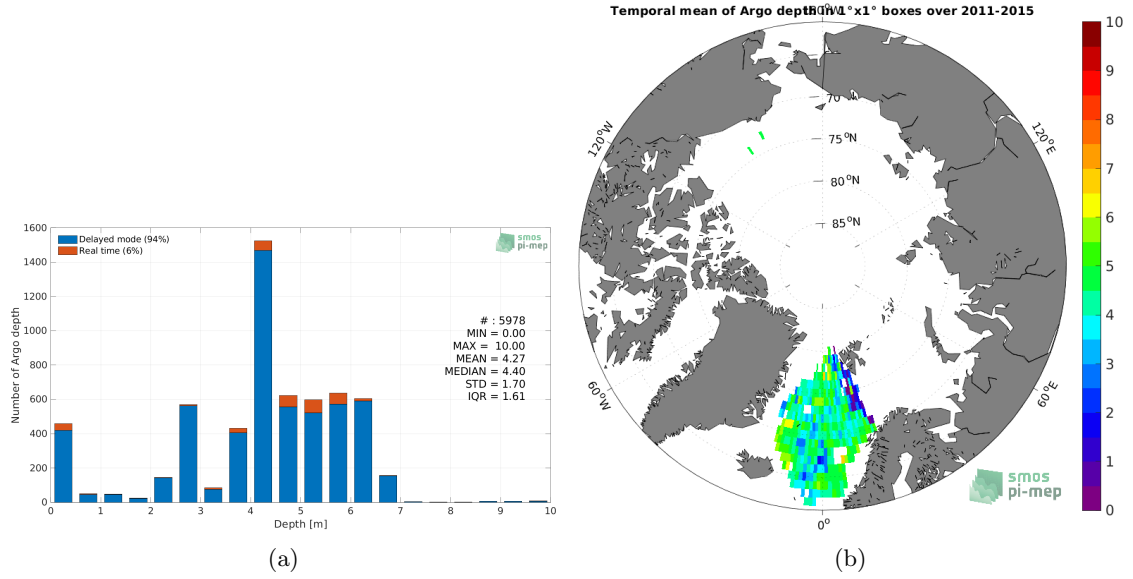 Temporal mean of Argo depth in 1°x1° boxes over 2011-2015
180°W
120°W
120°E
60°W
60°E
0°
70°N
75°N
80°N
85°N
smos
pi-mep
10
9
8
7
6
5
4
3
2
1
0
1600
1400
1200
1000
800
600
400
200
0
Number of Argo depth
Delayed mode (94%)
Real time (6%)
smos
pi-mep
# : 5978
MIN = 0.00
MAX = 10.00
MEAN = 4.27
MEDIAN = 4.40
STD = 1.70
IQR = 1.61
0 1 2 3 4 5 6 7 8 9 10
Depth [m]
(a)
(b)